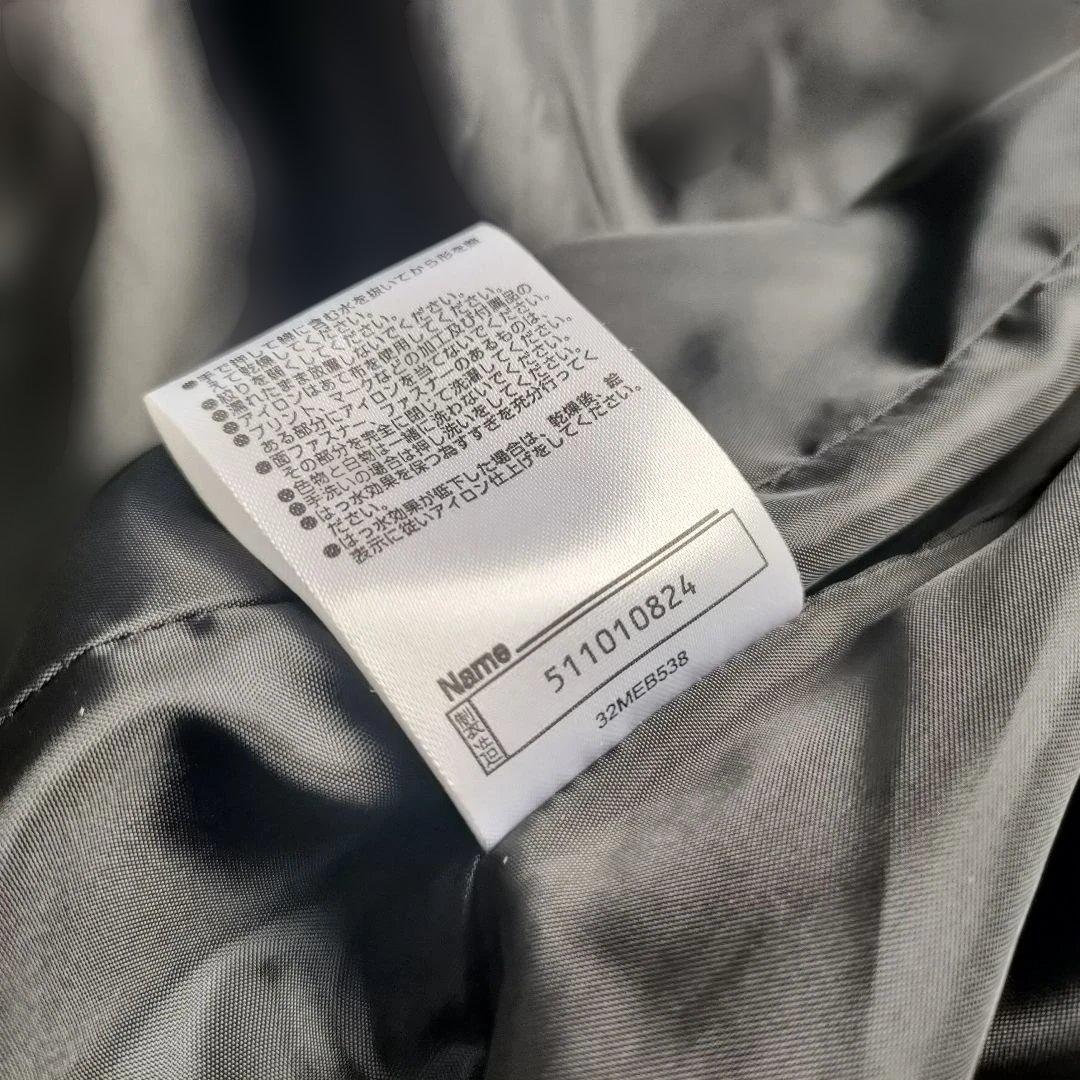 ●手で押して綿に含む水を抜いてから形を整
えて乾燥してください。
●絞りを弱くしてください。
●濡れたまま放置しないでください。
●アイロンはあて布を使用してください。
●プリント、マークなどの加工及び付属品の
ある部分にアイロンを当てないでください。
●面ファスナー、ファスナーのあるものは、
その部分を完全に閉じて洗濯してください。
●色物と白物は一緒に洗わないでください。
●手洗いの場合は押し洗いをしてください。
●はっ水効果を保つ為すすぎを充分行ってく
ださい。
●はっ水効果が低下した場合は、乾燥後、絵
表示に従いアイロン仕上げをしてください。
Name
製造 511010824
32MEB538